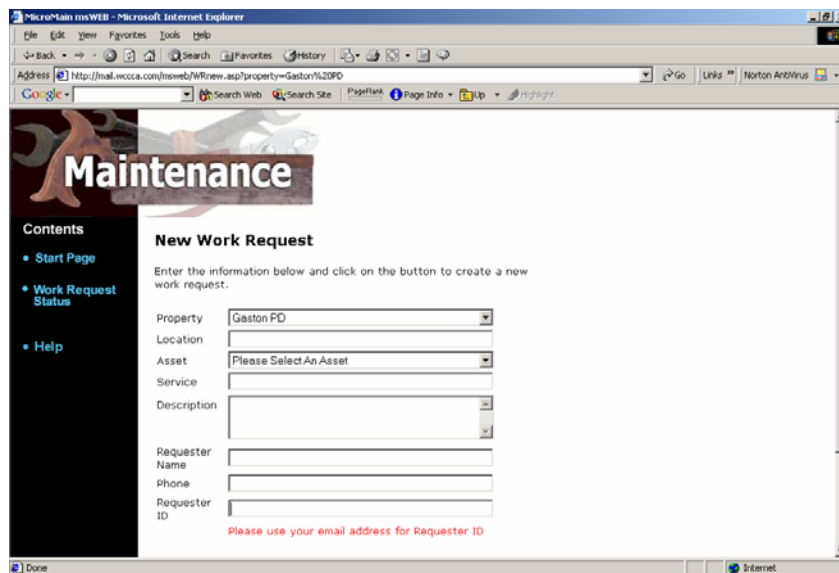 MicroMain msWEB - Microsoft Internet Explorer
File Edit View Favorites Tools Help
Back Search Favorites History
Address http://mail.wccca.com/msweb/WRnew.asp?property=Gaston%20PD Go Links » Norton AntiVirus
Google Search Web Search Site PageRank Page Info Up Highlight
Maintenance
Contents
• Start Page
• Work Request
Status
• Help
New Work Request
Enter the information below and click on the button to create a new
work request.
Property Gaston PD
Location
Asset Please Select An Asset
Service
Description
Requester
Name
Phone
Requester
ID
Please use your email address for Requester ID
Done Internet